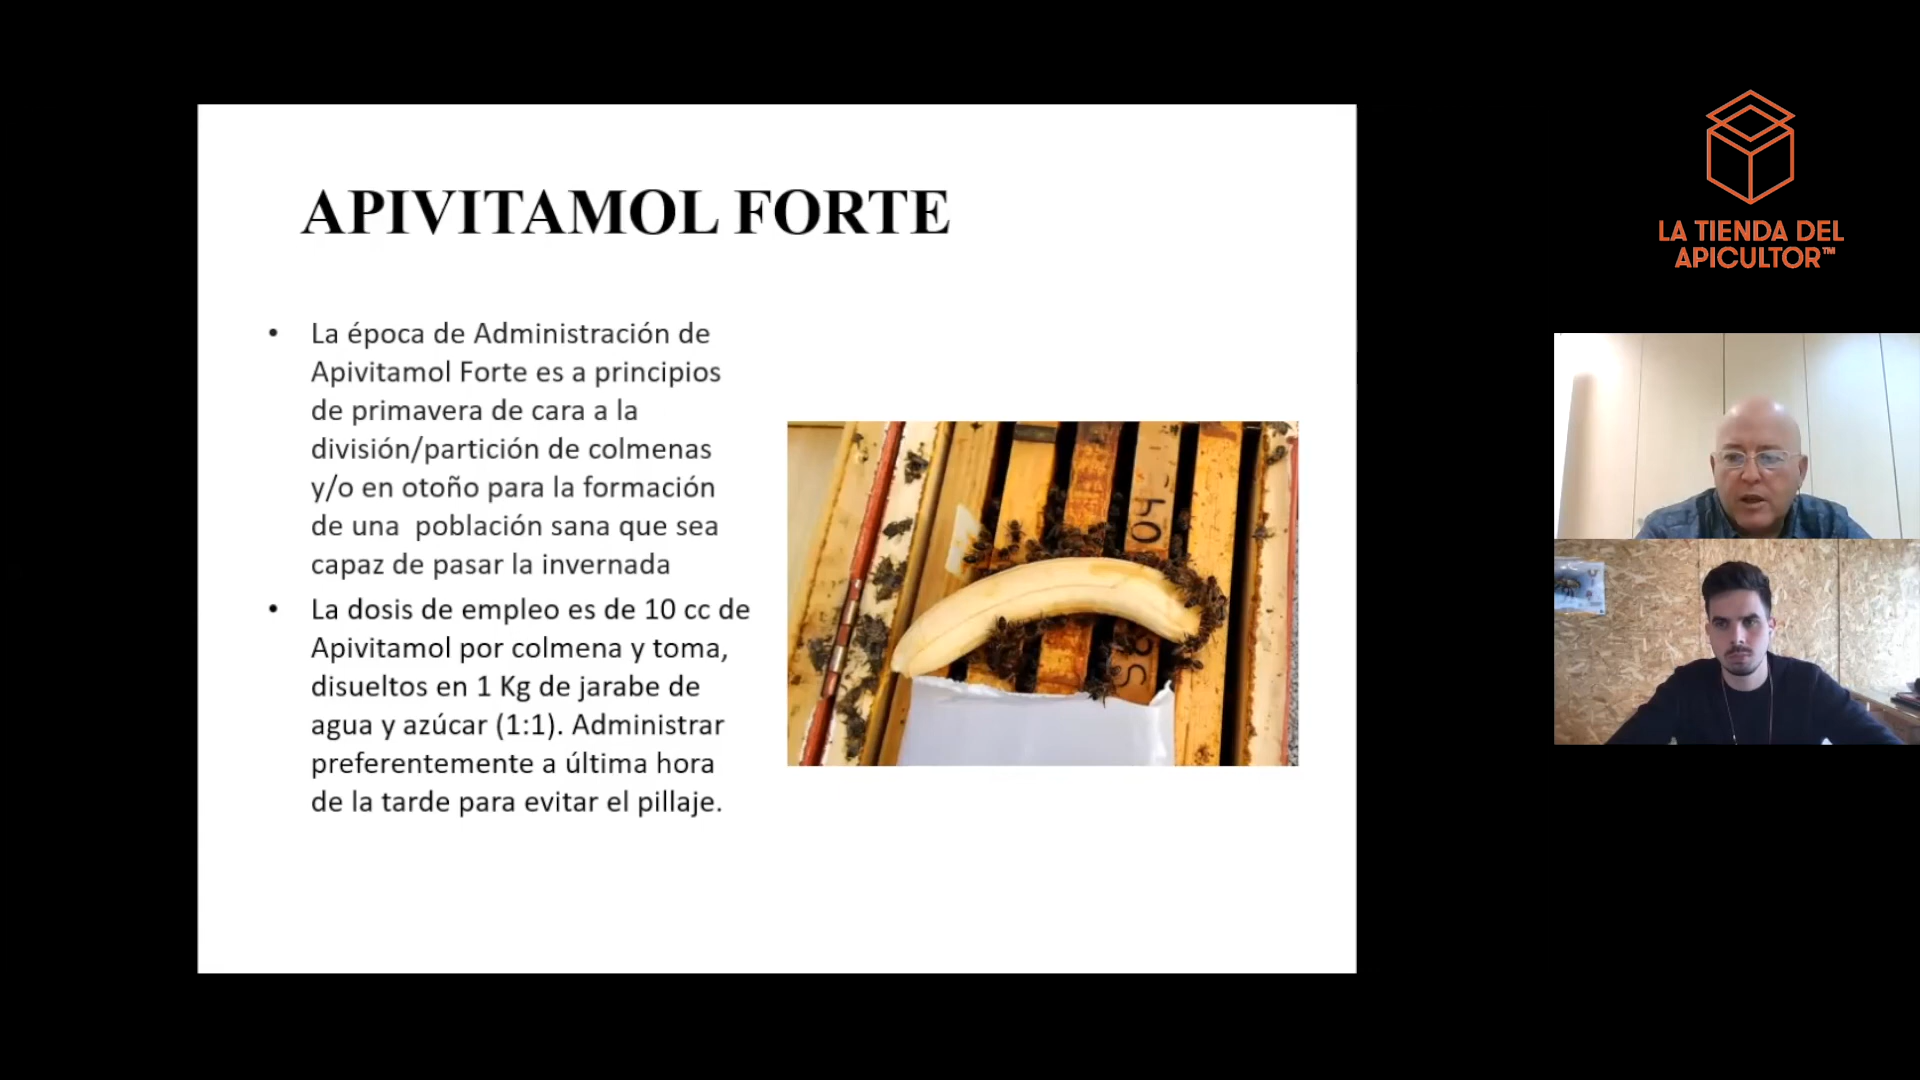 APIVITAMOL FORTE
• La época de Administración de
Apivitamol Forte es a principios
de primavera de cara a la
división/partición de colmenas
y/o en otoño para la formación
de una  población sana que sea
capaz de pasar la invernada
• La dosis de empleo es de 10 cc de
Apivitamol por colmena y toma,
disueltos en 1 Kg de jarabe de
agua y azúcar (1:1). Administrar
preferentemente a última hora
de la tarde para evitar el pillaje.
LA TIENDA DEL
APICULTOR™